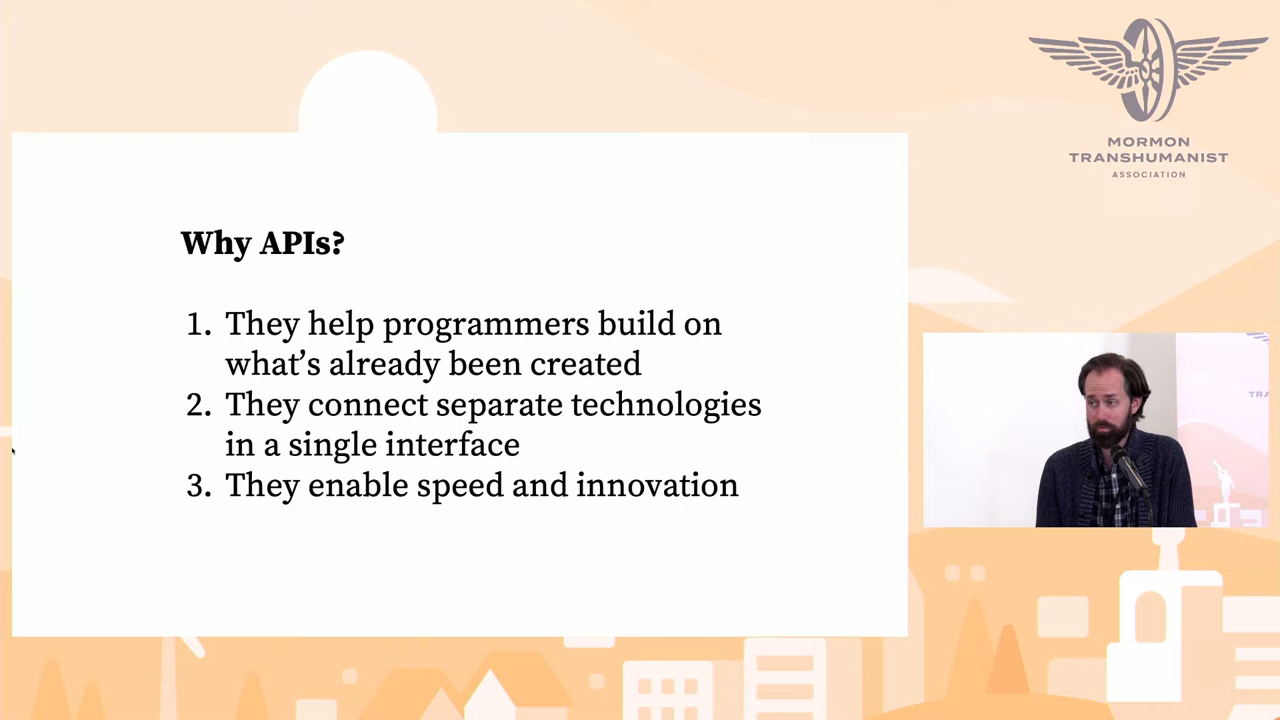 MORMON
TRANSHUMANIST
ASSOCIATION
Why APIs?
1. They help programmers build on
what’s already been created
2. They connect separate technologies
in a single interface
3. They enable speed and innovation
TRA